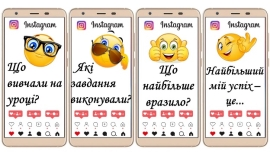 Instagram
Що
вивчали на
уроці?
Instagram
Які
завдання
виконували?
Instagram
Що
найбільше
вразило?
Instagram
Найбільший
мій успіх –
це...